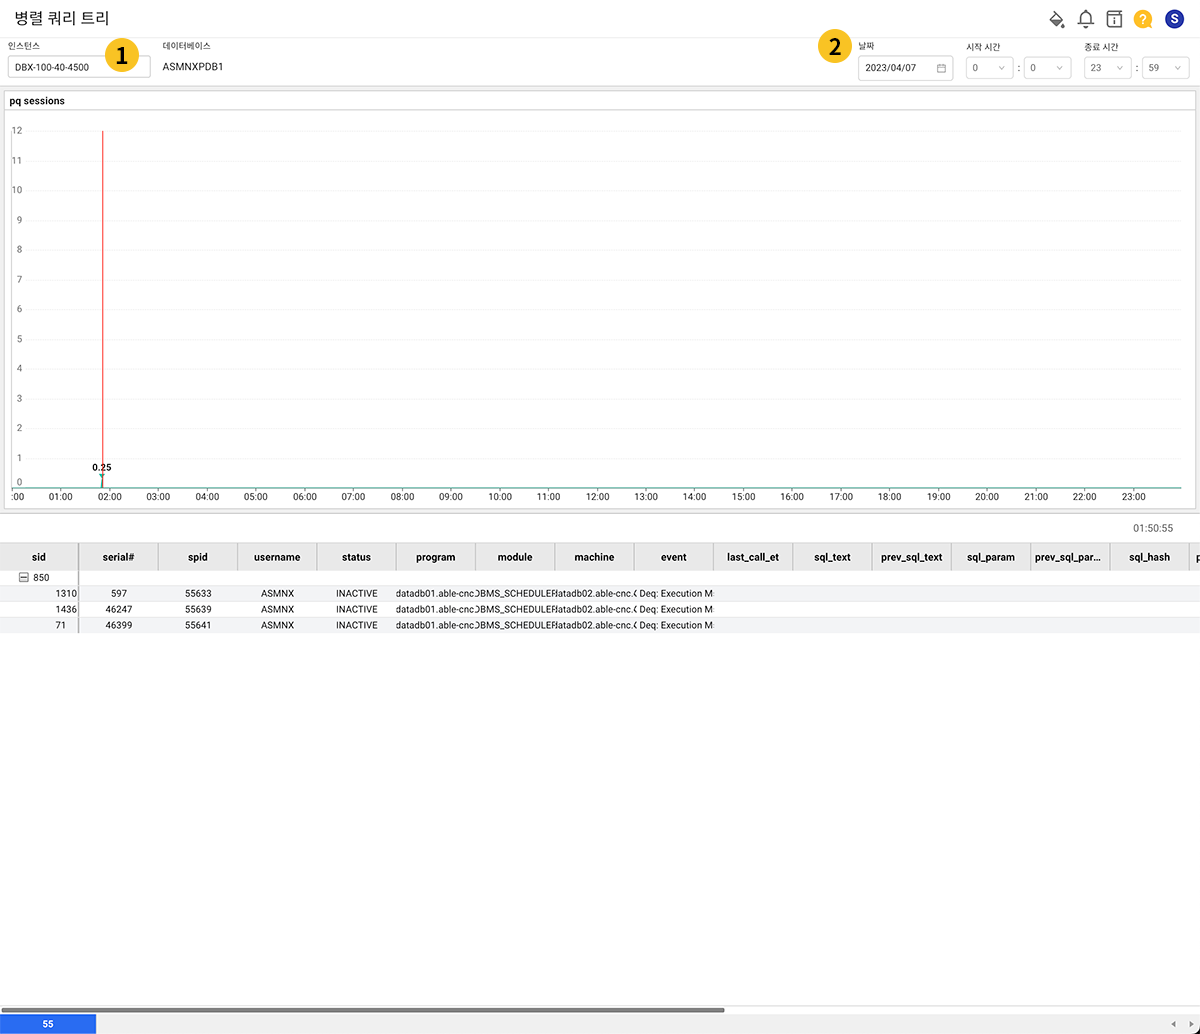 병렬 쿼리 트리
? S
인스턴스 데이터베이스 날짜 시작 시간 종료 시간
DBX-100-40-4500 1 ASMNXPDB1 2 2023/04/07 0 : 0 23 : 59
pq sessions
12
11
10
9
8
7
6
5
4
3
2
1
0.25
0
:00 01:00 02:00 03:00 04:00 05:00 06:00 07:00 08:00 09:00 10:00 11:00 12:00 13:00 14:00 15:00 16:00 17:00 18:00 19:00 20:00 21:00 22:00 23:00
01:50:55
sid serial# spid username status program module machine event last_call_et sql_text prev_sql_text sql_param prev_sql_par... sql_hash
850
1310 597 55633 ASMNX INACTIVE datadb01.able-cnc DBMS_SCHEDULER datadb02.able-cnc.c Deq: Execution M
1436 46247 55639 ASMNX INACTIVE datadb01.able-cnc DBMS_SCHEDULER datadb02.able-cnc.c Deq: Execution M
71 46399 55641 ASMNX INACTIVE datadb01.able-cnc DBMS_SCHEDULER datadb02.able-cnc.c Deq: Execution M
55